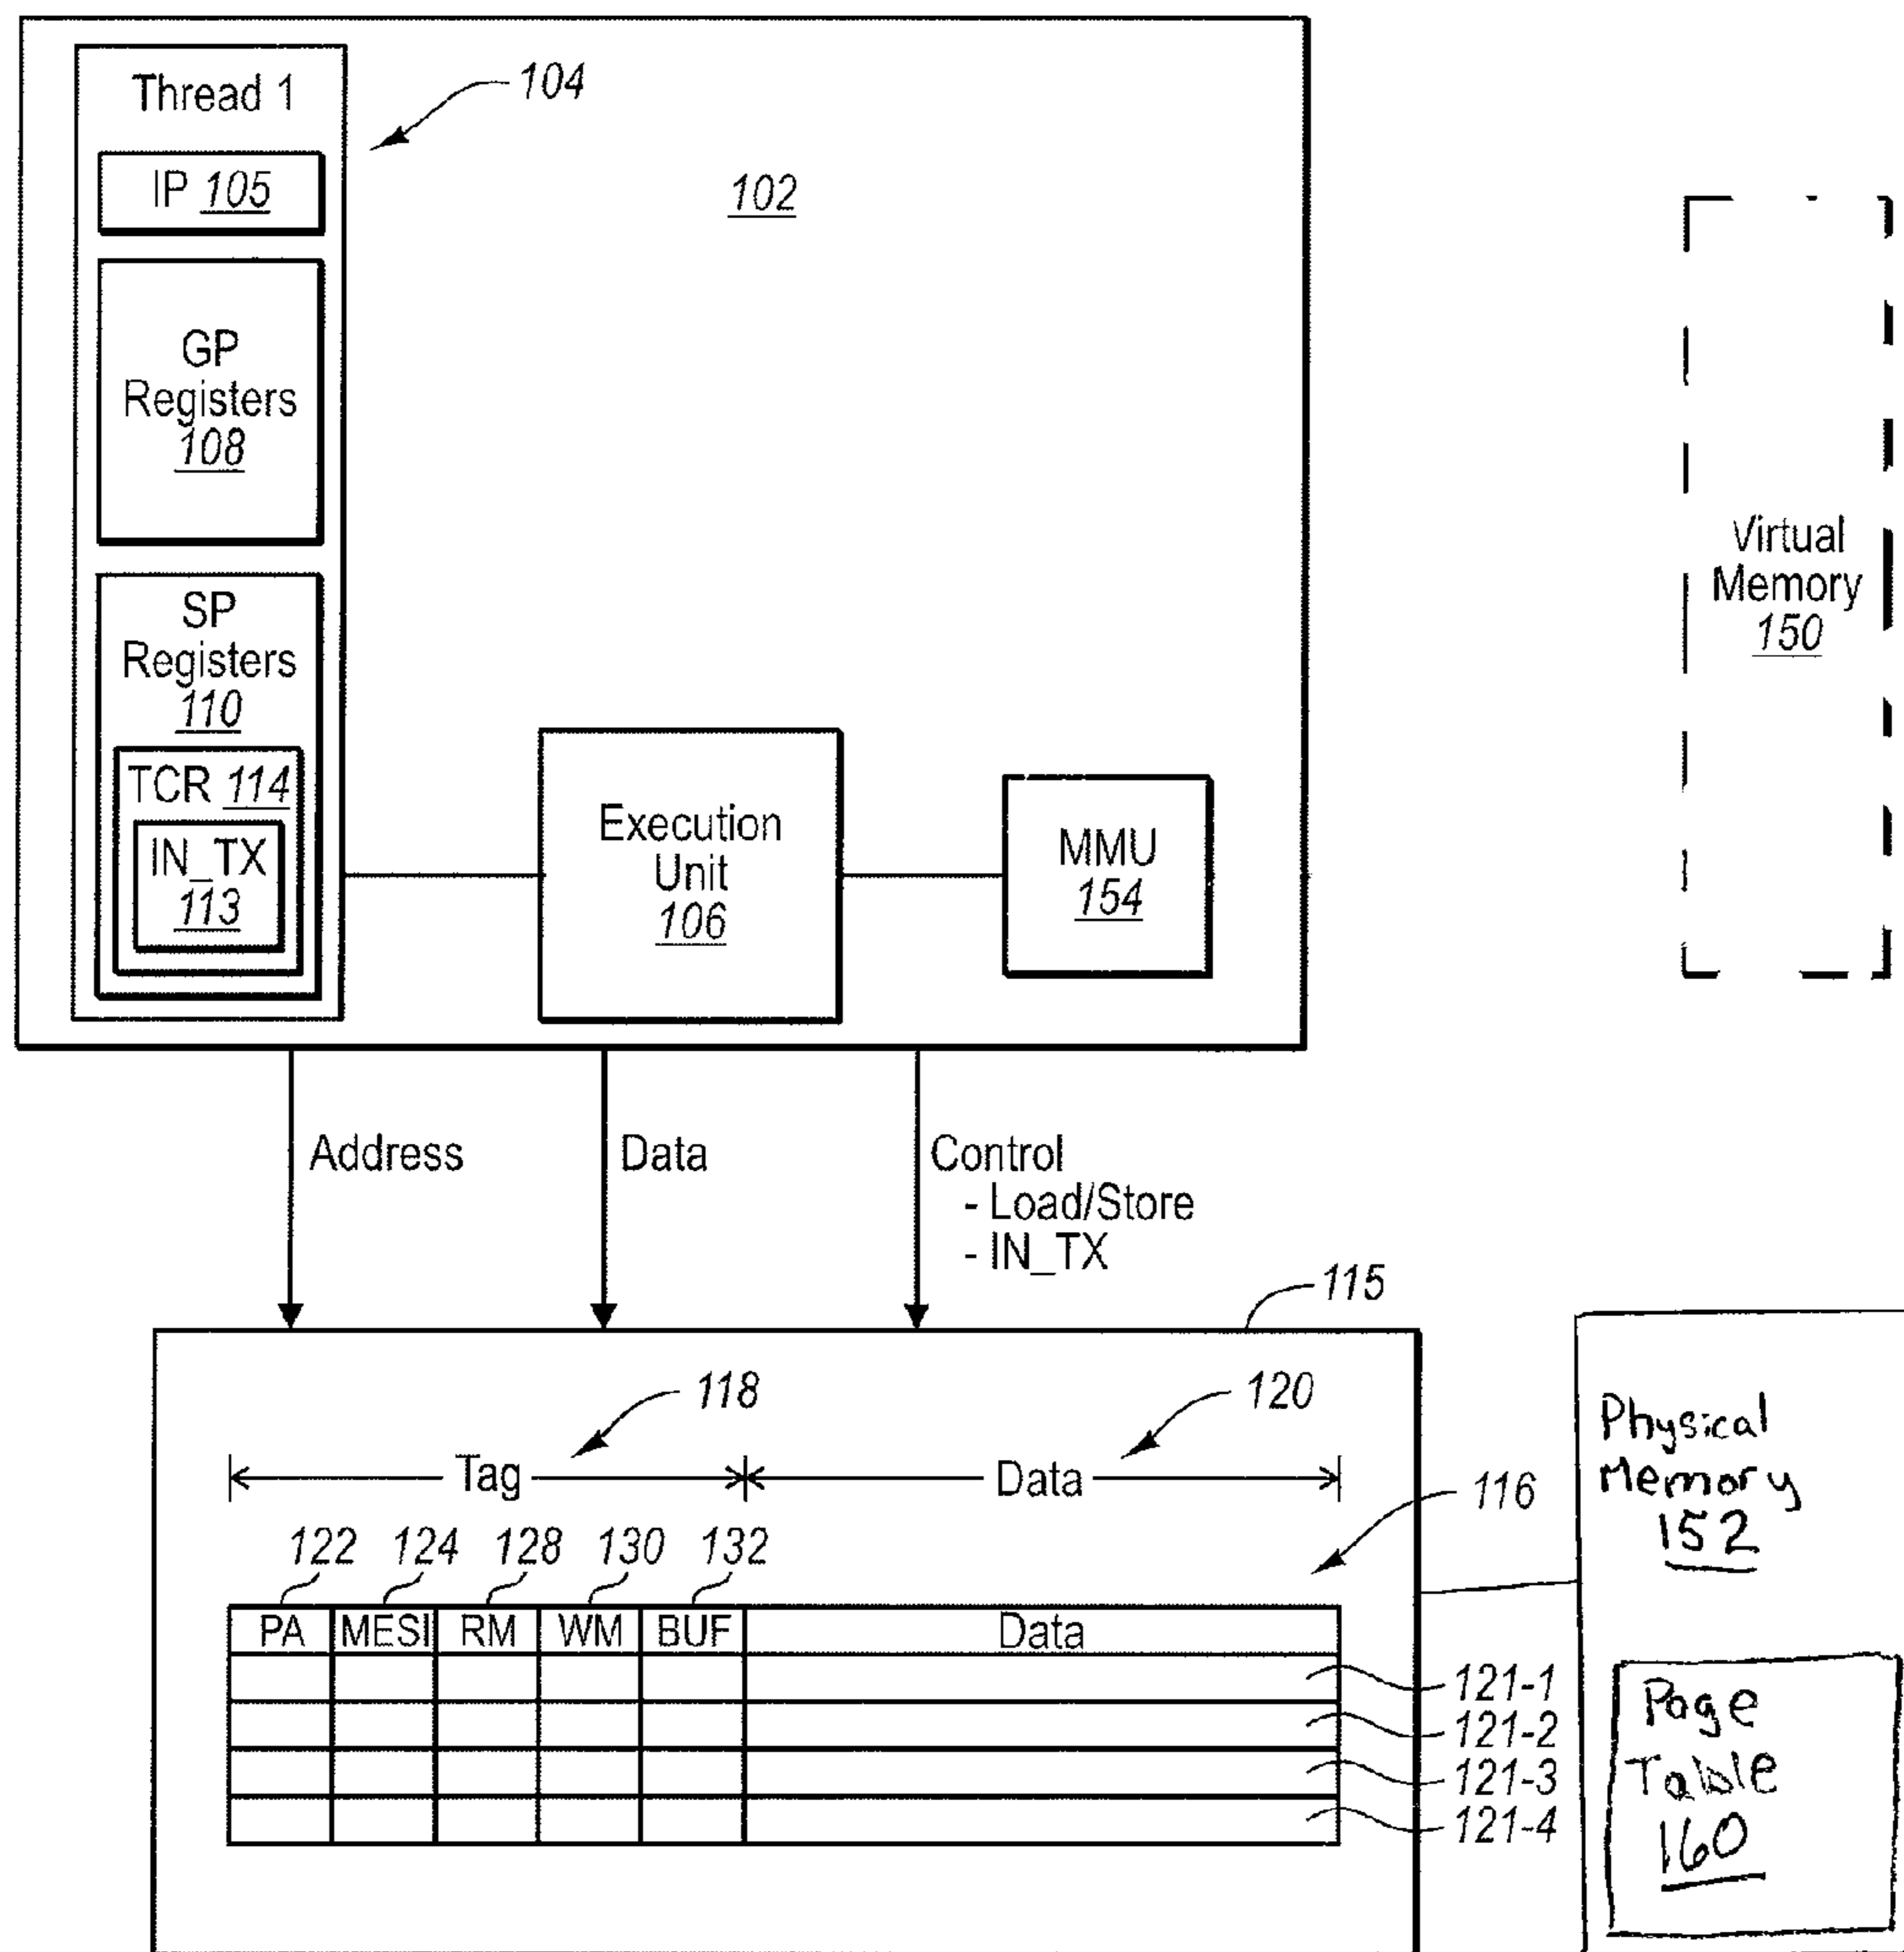 Thread 1
104
IP 105
102
GP
Registers
108
SP
Registers
110
TCR 114
IN_TX
113
Execution
Unit
106
MMU
154
Virtual
Memory
150
Address
Data
Control
- Load/Store
- IN_TX
115
118
120
Tag
Data
116
122 124 128 130 132
PA MESI RM WM BUF Data
121-1
121-2
121-3
121-4
Physical
Memory
152
Page
Table
160